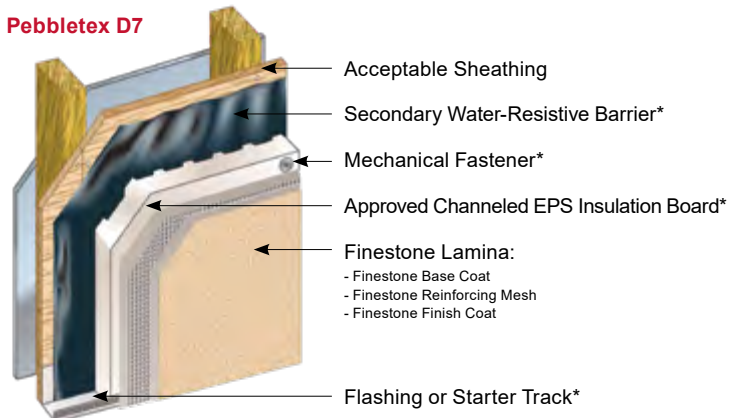 Pebbletex D7
Acceptable Sheathing
Secondary Water-Resistive Barrier*
Mechanical Fastener*
Approved Channeled EPS Insulation Board*
Finestone Lamina:
- Finestone Base Coat
- Finestone Reinforcing Mesh
- Finestone Finish Coat
Flashing or Starter Track*